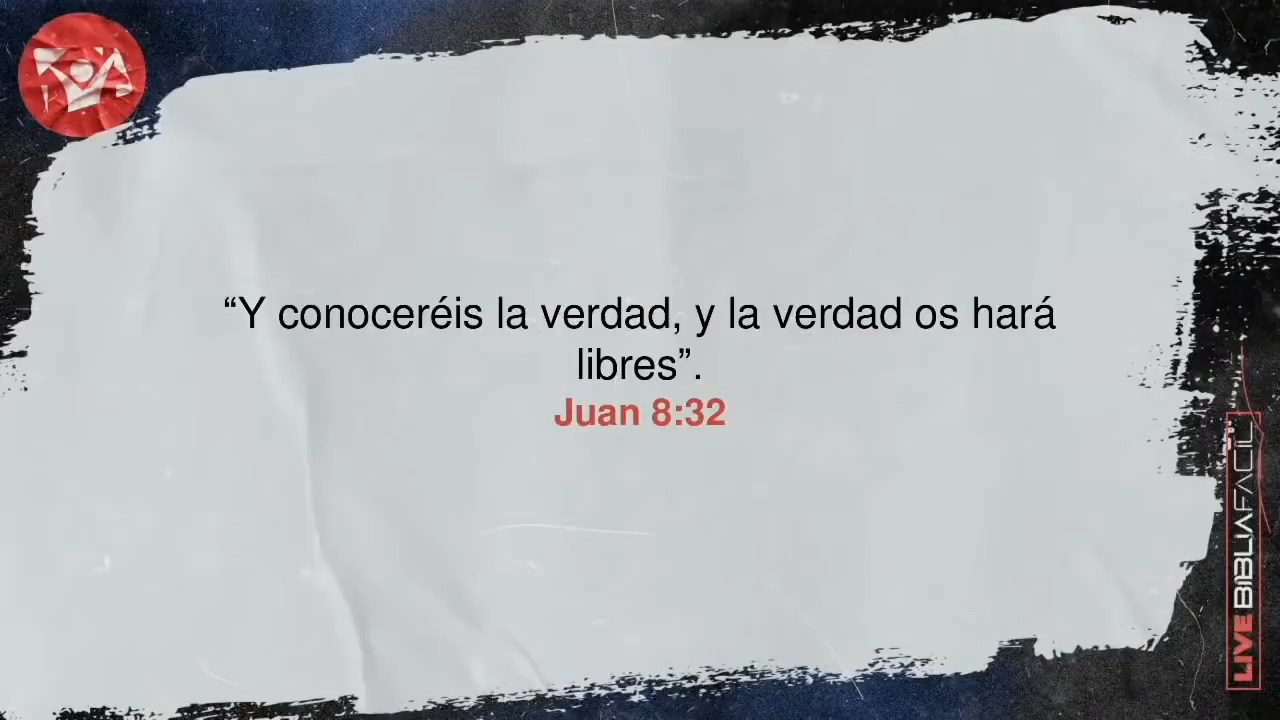 “Y conoceréis la verdad, y la verdad os hará
libres”.
Juan 8:32
LIVE BIBLIAFACIL